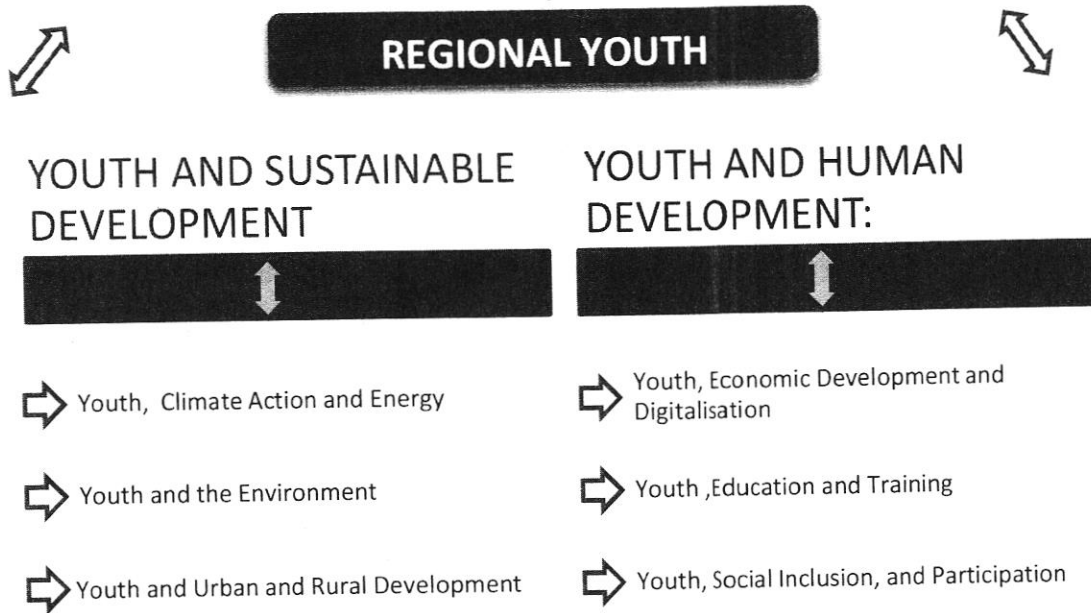 REGIONAL YOUTH
YOUTH AND SUSTAINABLE
DEVELOPMENT
Youth, Climate Action and Energy
Youth and the Environment
Youth and Urban and Rural Development
YOUTH AND HUMAN
DEVELOPMENT:
Youth, Economic Development and
Digitalisation
Youth ,Education and Training
Youth, Social Inclusion, and Participation